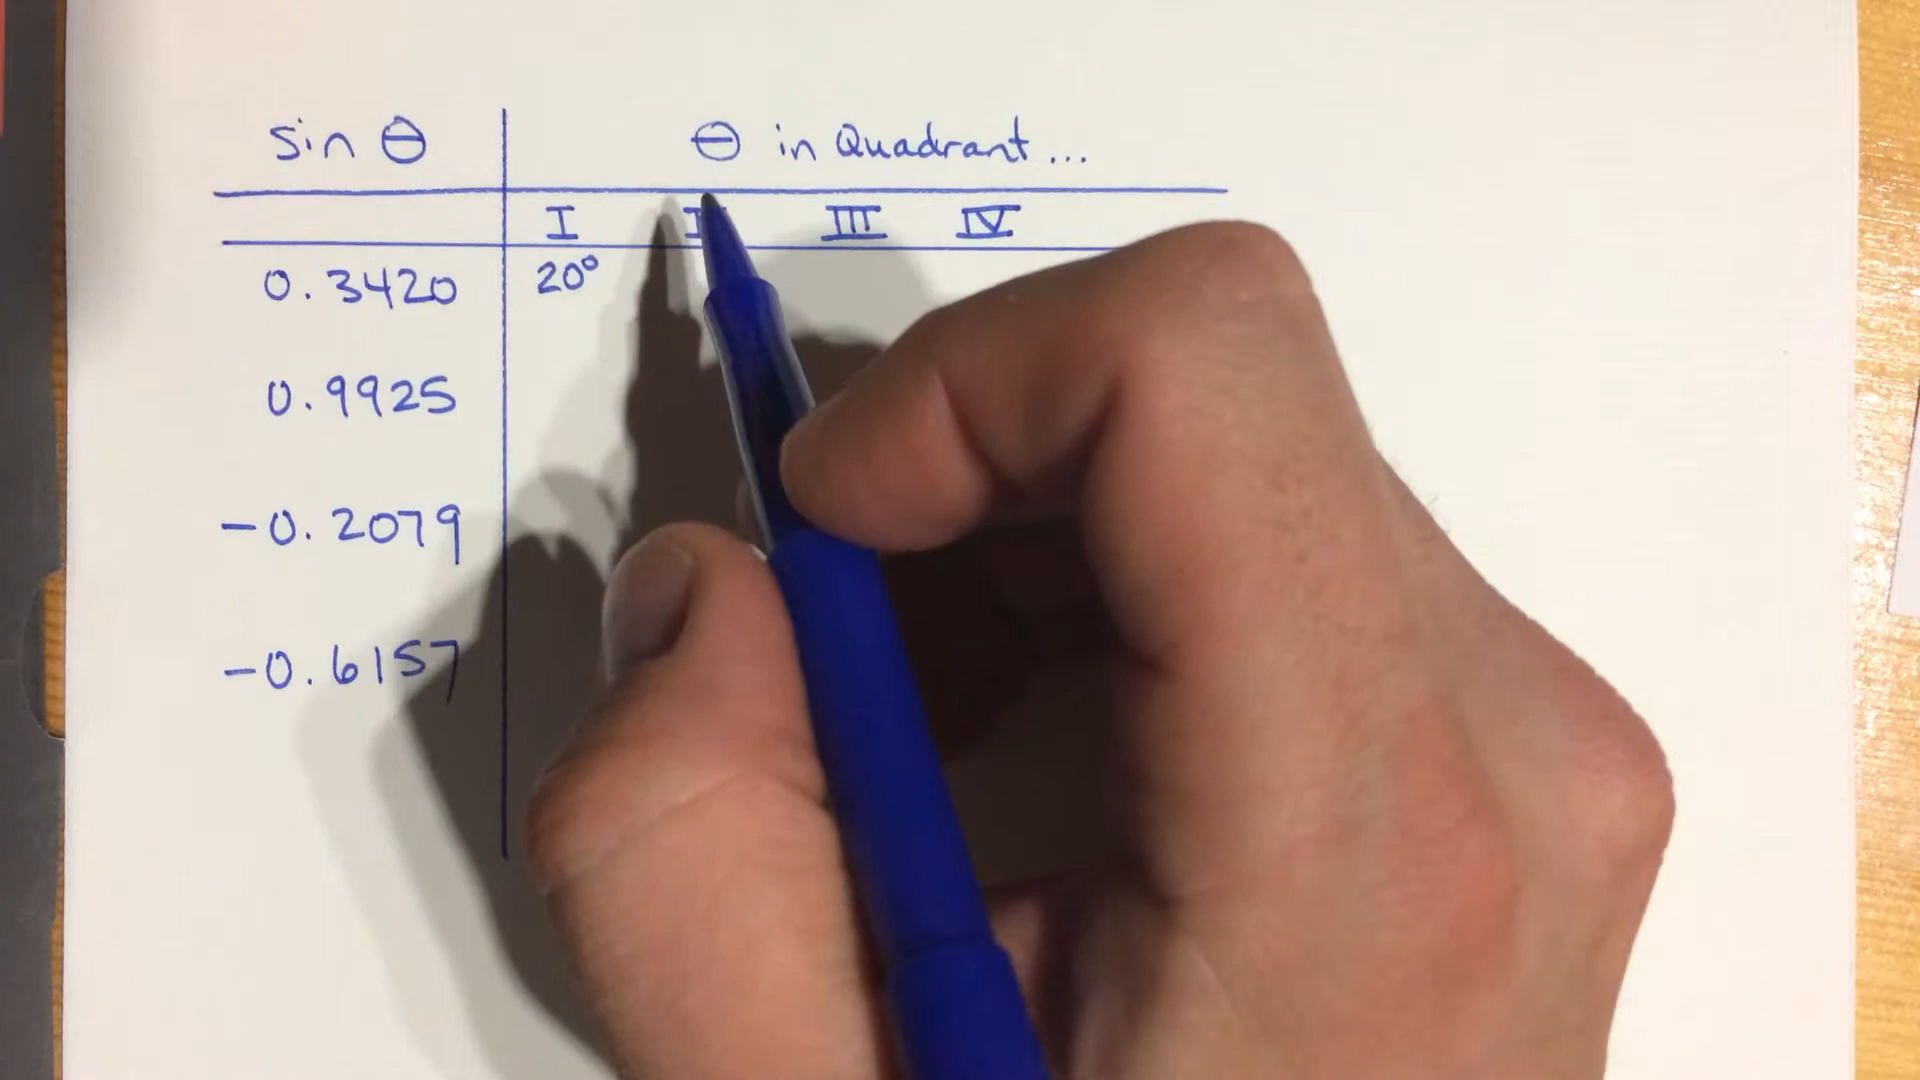 sin Θ Θ in Quadrant...
I III IV
0.3420 20°
0.9925
-0.2079
-0.6157